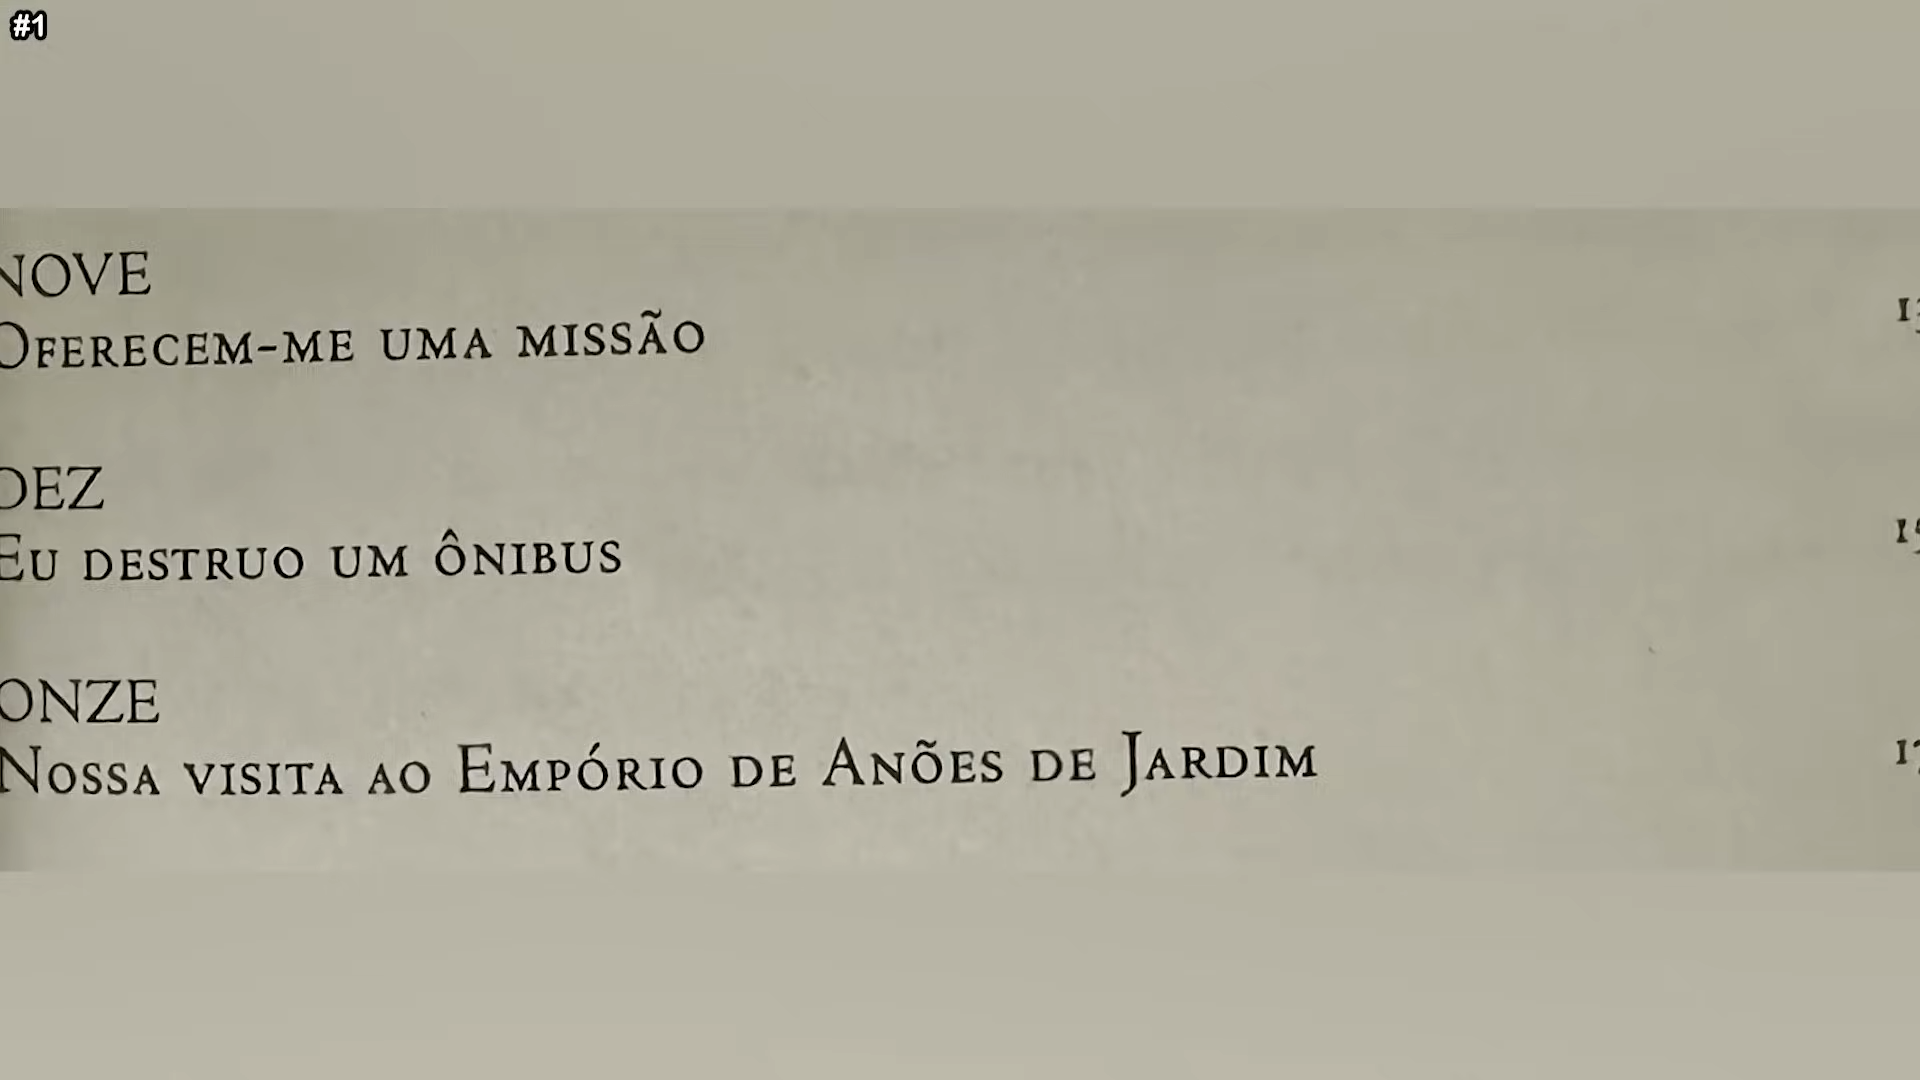 #1
NOVE
OFERECEM-ME UMA MISSÃO
DEZ
EU DESTRUO UM ÔNIBUS
ONZE
NOSSA VISITA AO EMPÓRIO DE ANÕES DE JARDIM